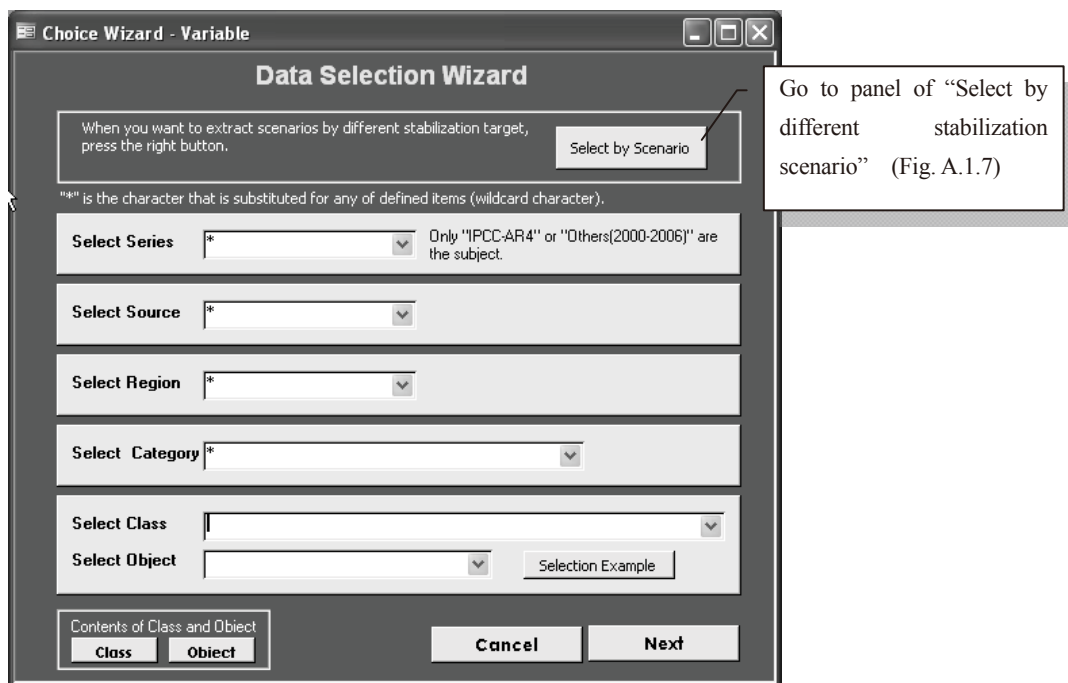 Choice Wizard - Variable
Data Selection Wizard
When you want to extract scenarios by different stabilization target,
press the right button.
Select by Scenario
Go to panel of “Select by
different stabilization
scenario” (Fig. A.1.7)
"*" is the character that is substituted for any of defined items (wildcard character).
Select Series
*
Only "IPCC-AR4" or "Others(2000-2006)" are
the subject.
Select Source
*
Select Region
*
Select Category
*
Select Class
Select Object
Selection Example
Contents of Class and Object
Class
Object
Cancel
Next